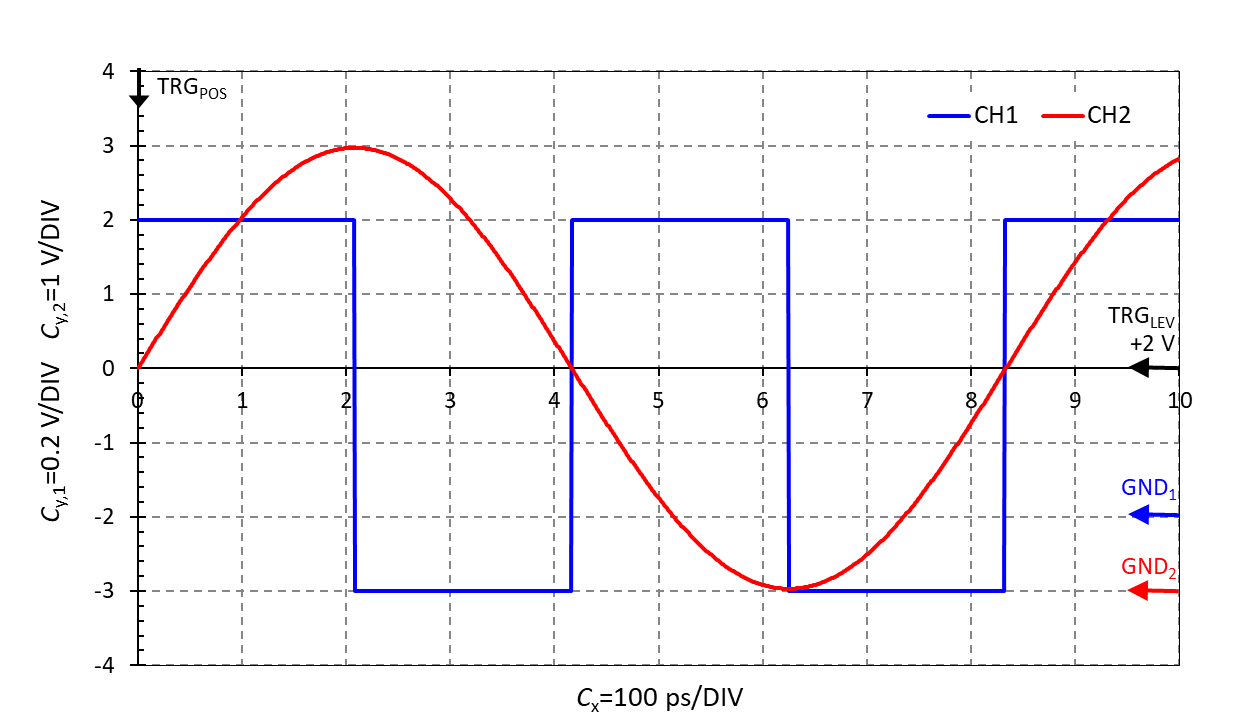 4
TRG_POS
CH1
CH2
3
2
1
TRG_LEV
+2 V
0
0
1
2
3
4
5
6
7
8
9
10
-1
GND_1
-2
GND_2
-3
-4
C_y,1=0.2 V/DIV C_y,2=1 V/DIV
C_x=100 ps/DIV